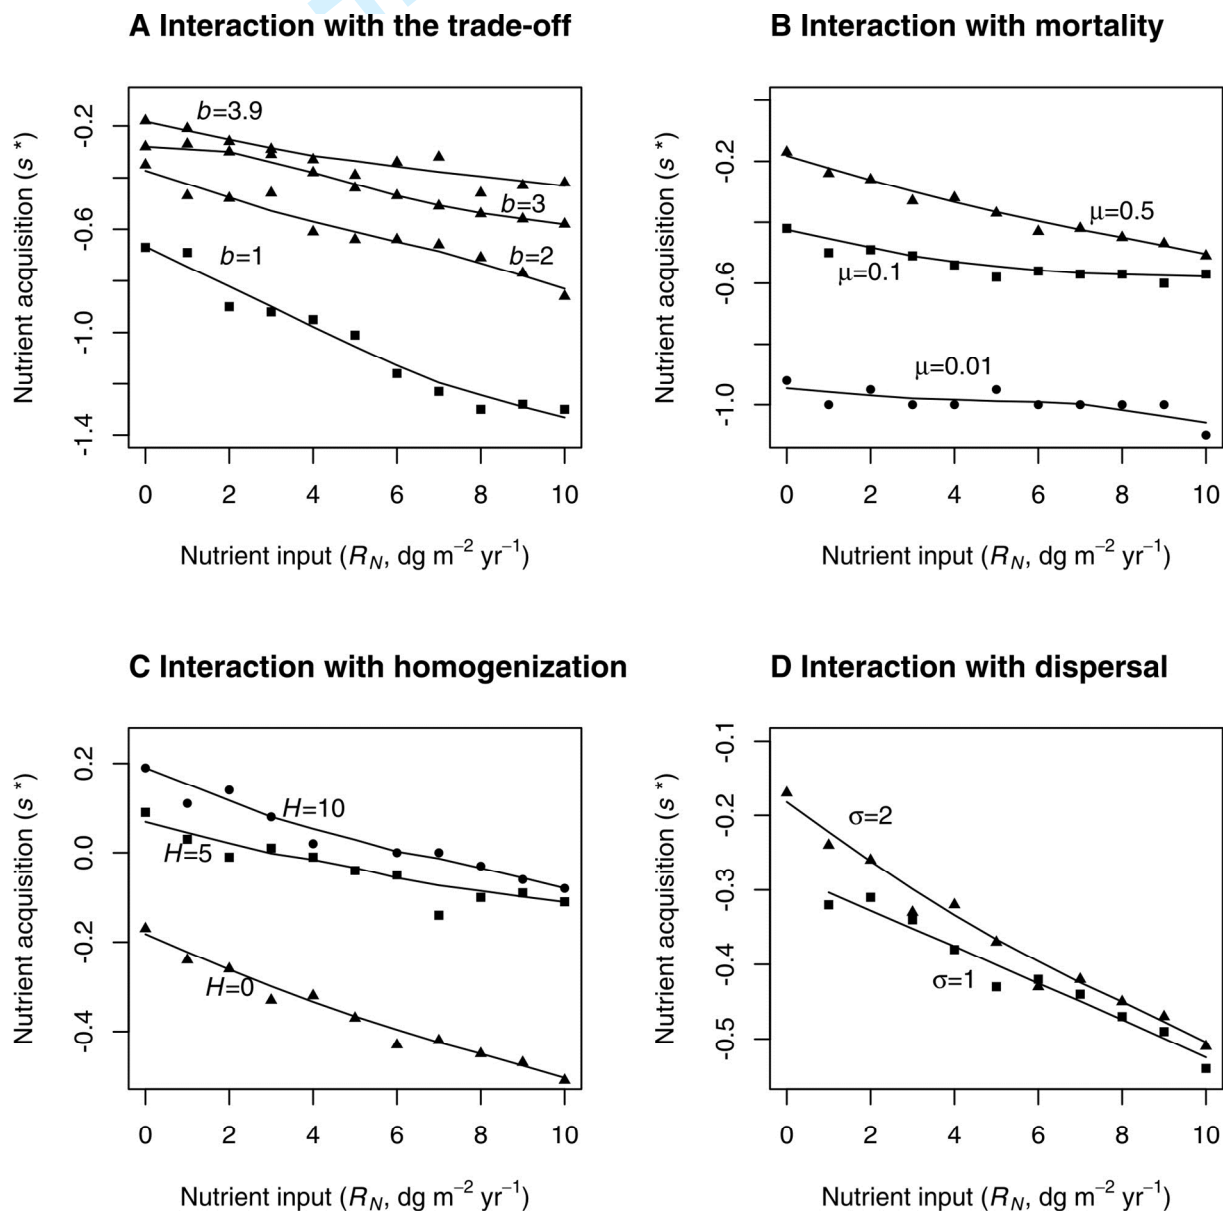 A Interaction with the trade-off
Nutrient acquisition (s *)
-0.2
-0.6
-1.0
-1.4
b=3.9
b=3
b=2
b=1
0 2 4 6 8 10
Nutrient input (R_N, dg m⁻² yr⁻¹)
B Interaction with mortality
Nutrient acquisition (s *)
-0.2
-0.6
-1.0
μ=0.5
μ=0.1
μ=0.01
0 2 4 6 8 10
Nutrient input (R_N, dg m⁻² yr⁻¹)
C Interaction with homogenization
Nutrient acquisition (s *)
0.2
0.0
-0.2
-0.4
H=10
H=5
H=0
0 2 4 6 8 10
Nutrient input (R_N, dg m⁻² yr⁻¹)
D Interaction with dispersal
Nutrient acquisition (s *)
-0.1
-0.2
-0.3
-0.4
-0.5
σ=2
σ=1
0 2 4 6 8 10
Nutrient input (R_N, dg m⁻² yr⁻¹)